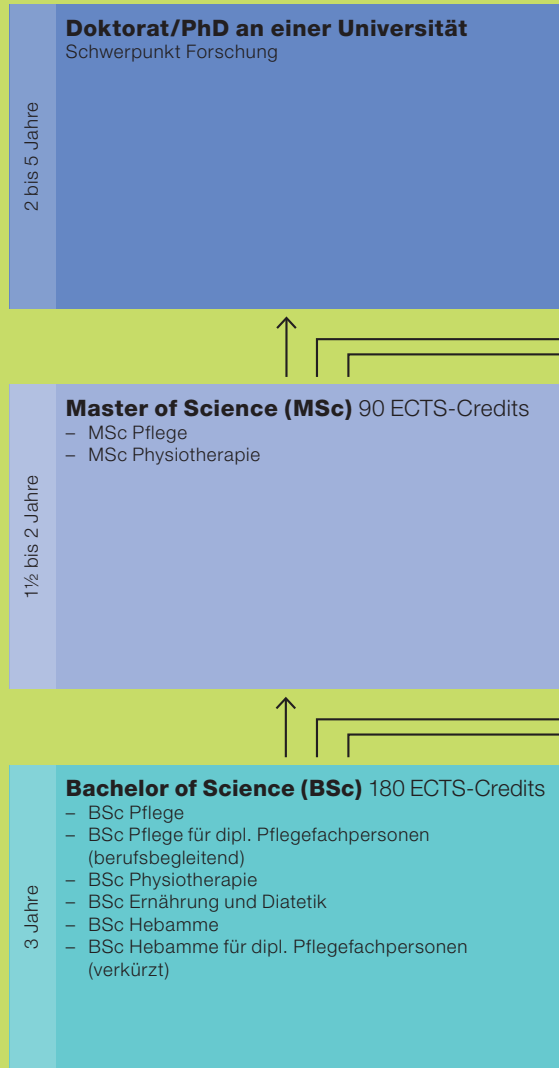 Doktorat/PhD an einer Universität
Schwerpunkt Forschung
2 bis 5 Jahre
Master of Science (MSc) 90 ECTS-Credits
– MSc Pflege
– MSc Physiotherapie
1½ bis 2 Jahre
Bachelor of Science (BSc) 180 ECTS-Credits
– BSc Pflege
– BSc Pflege für dipl. Pflegefachpersonen
(berufsbegleitend)
– BSc Physiotherapie
– BSc Ernährung und Diatetik
– BSc Hebamme
– BSc Hebamme für dipl. Pflegefachpersonen
(verkürzt)
3 Jahre